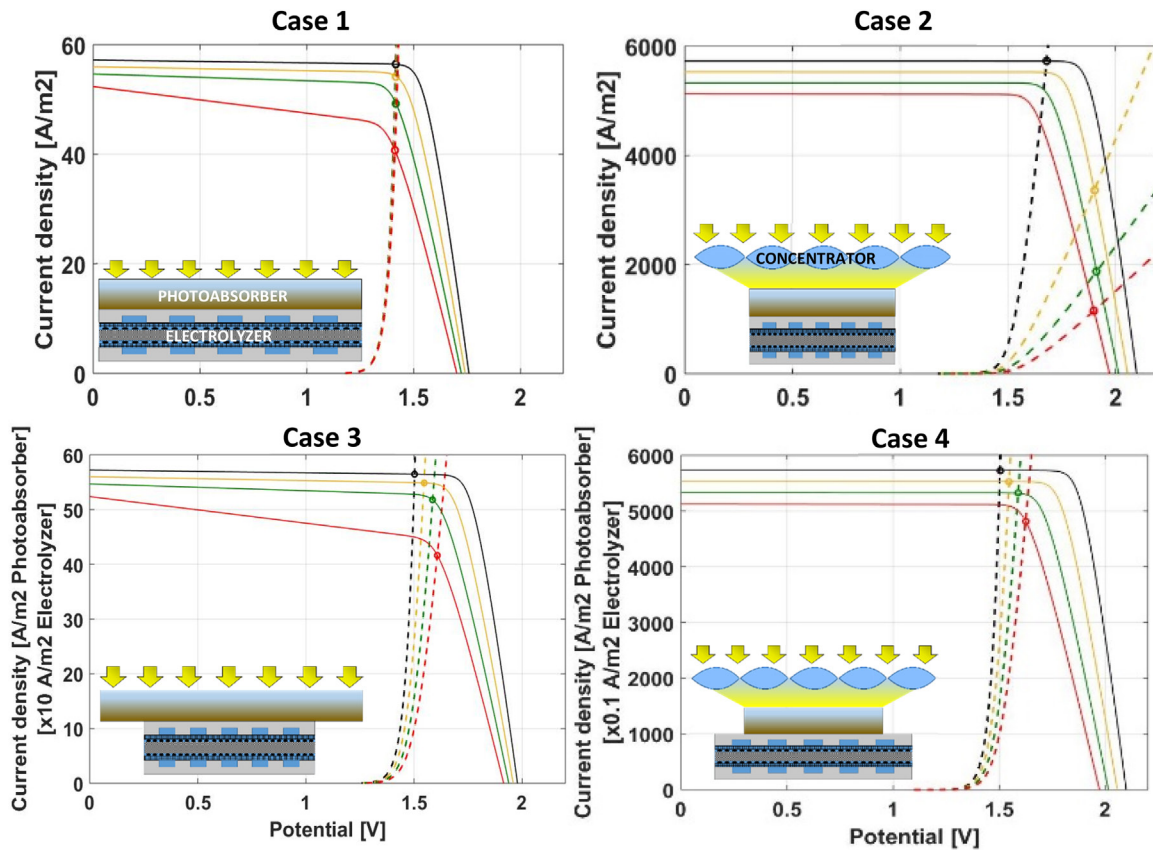 Case 1
Current density [A/m2]
60
40
20
0
PHOTOABSORBER
ELECTROLYZER
0 0.5 1 1.5 2
Case 2
Current density [A/m2]
6000
4000
2000
0
CONCENTRATOR
0 0.5 1 1.5 2
Case 3
Current density [A/m2 Photoabsorber]
[x10 A/m2 Electrolyzer]
60
50
40
30
20
10
0
0 0.5 1 1.5 2
Potential [V]
Case 4
Current density [A/m2 Photoabsorber]
[x0.1 A/m2 Electrolyzer]
6000
5000
4000
3000
2000
1000
0
0 0.5 1 1.5 2
Potential [V]